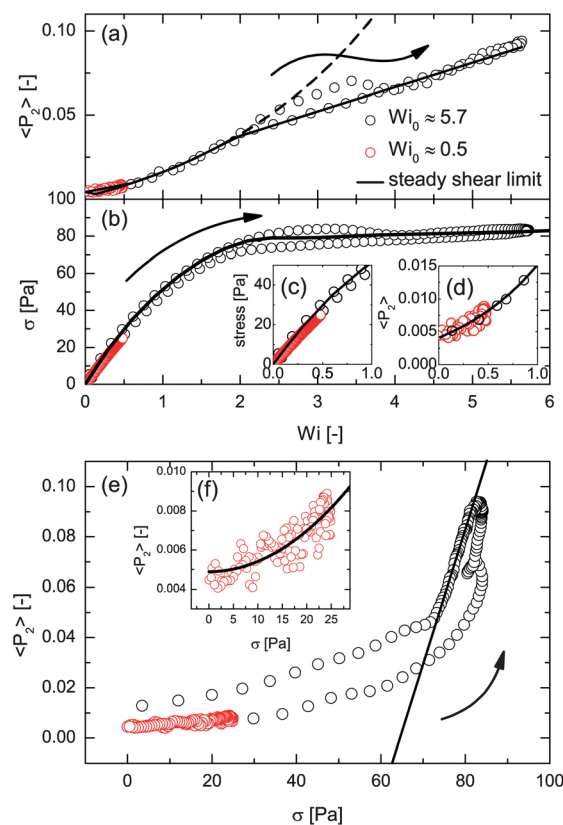 0.10
(a)
<P₂> [-]
0.05
Wi₀ ≈ 5.7
Wi₀ ≈ 0.5
steady shear limit
100
(b)
80
60
40
20
0
σ [Pa]
(c)
stress [Pa]
40
20
0
0.0 0.5 1.0
(d)
<P₂>
0.015
0.010
0.005
0.000
0.0 0.5 1.0
0 1 2 3 4 5 6
Wi [-]
(e)
<P₂> [-]
0.10
0.08
0.06
0.04
0.02
0.00
(f)
<P₂> [-]
0.010
0.008
0.006
0.004
0 5 10 15 20 25
σ [Pa]
0 20 40 60 80 100
σ [Pa]